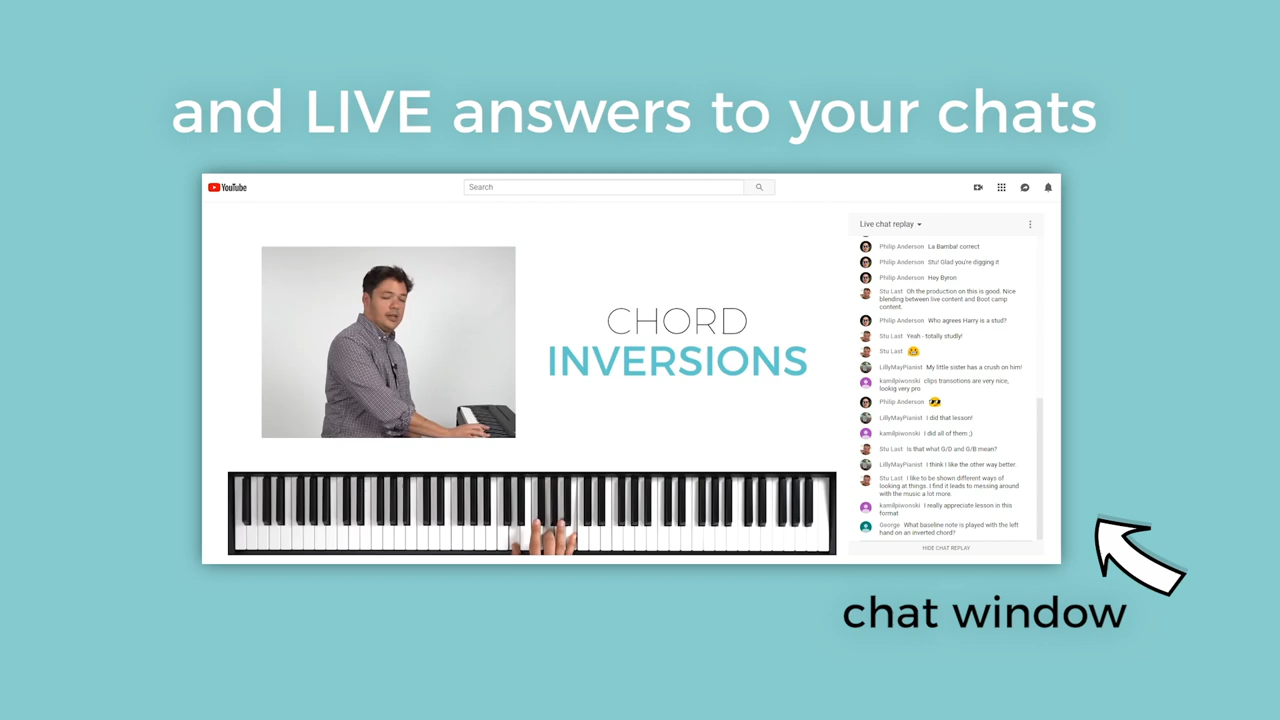 and LIVE answers to your chats
YouTube
Search
Live chat replay
Philip Anderson La Bamba! correct
Philip Anderson Stu! Glad you're digging it
Philip Anderson Hey Byron
Stu Last Oh the production on this is good. Nice
blending between live content and Boot camp
content.
Philip Anderson Who agrees Harry is a stud?
Stu Last Yeah - totally studly!
Stu Last
LillyMayPianist My little sister has a crush on him!
kamilpiwonski clips transotions are very nice,
lookig very pro
Philip Anderson
LillyMayPianist I did that lesson!
kamilpiwonski I did all of them ;)
Stu Last Is that what G/D and G/B mean?
LillyMayPianist I think I like the other way better.
Stu Last I like to be shown different ways of
looking at things. I find it leads to messing around
with the music a lot more.
kamilpiwonski I really appreciate lesson in this
format
George What baseline note is played with the left
hand on an inverted chord?
HIDE CHAT REPLAY
CHORD
INVERSIONS
chat window